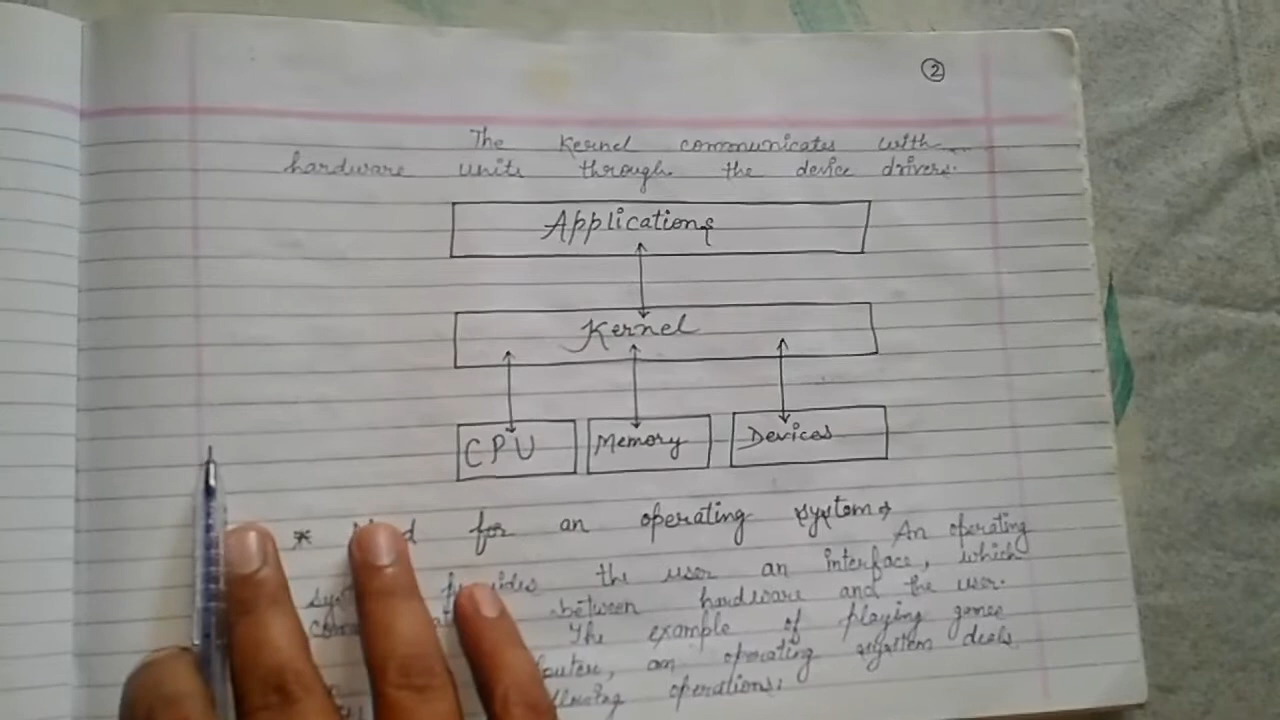 2
The Kernel communicates with
hardware units through the device drivers.
Applications
Kernel
CPU
Memory
Devices
* for an operating system →
An operating
the user an interface, which
between hardware and the user.
The example of playing games
an operating system deals
operations,